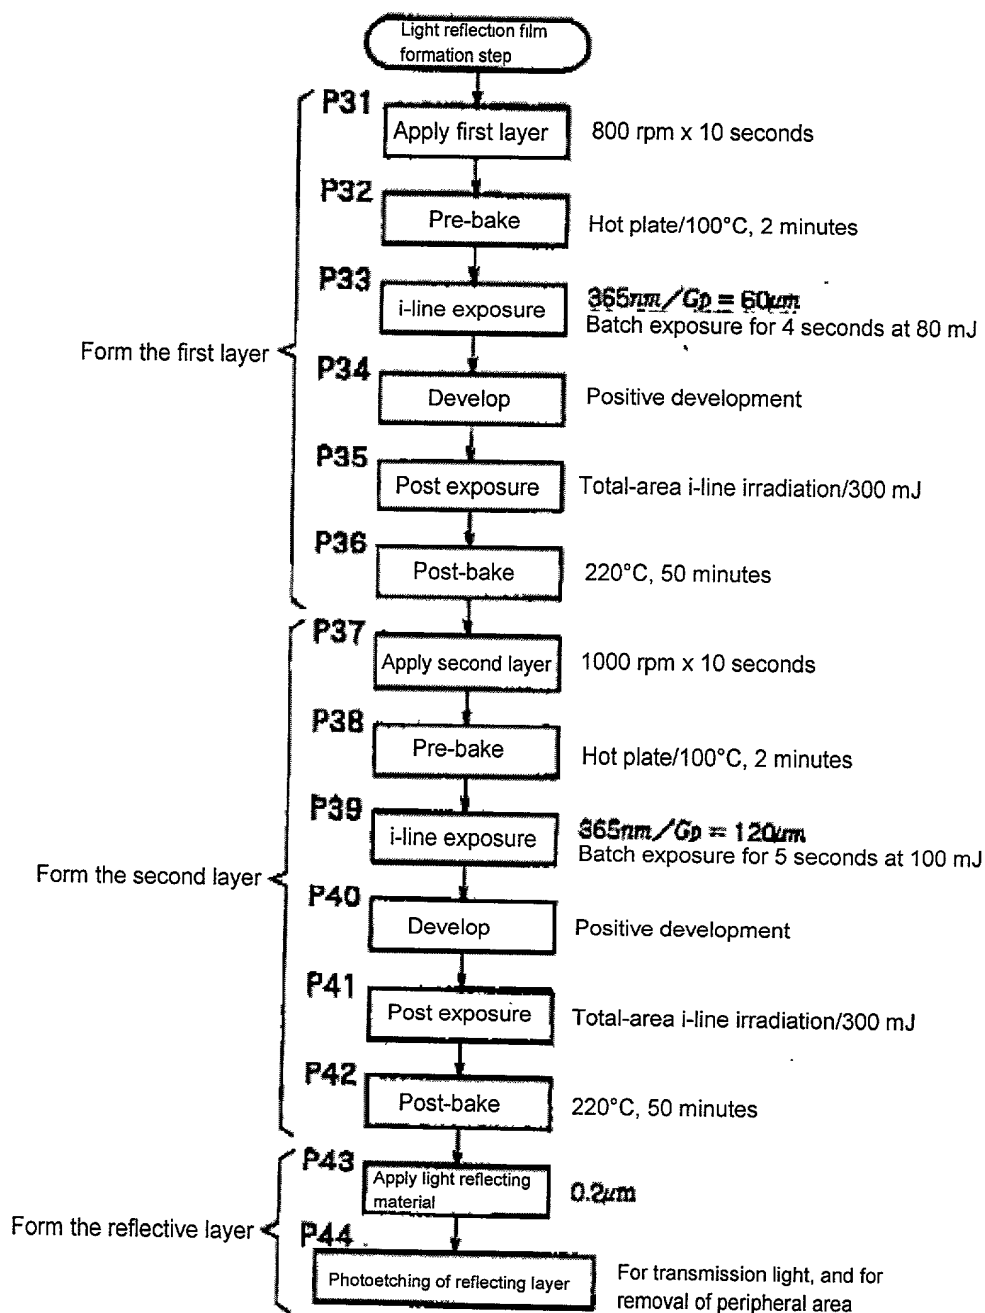 Light reflection film
formation step
P31
Apply first layer
800 rpm x 10 seconds
P32
Pre-bake
Hot plate/100°C, 2 minutes
P33
i-line exposure
365nm/Gp = 60μm
Batch exposure for 4 seconds at 80 mJ
Form the first layer
P34
Develop
Positive development
P35
Post exposure
Total-area i-line irradiation/300 mJ
P36
Post-bake
220°C, 50 minutes
P37
Apply second layer
1000 rpm x 10 seconds
P38
Pre-bake
Hot plate/100°C, 2 minutes
P39
i-line exposure
365nm/Gp = 120μm
Batch exposure for 5 seconds at 100 mJ
Form the second layer
P40
Develop
Positive development
P41
Post exposure
Total-area i-line irradiation/300 mJ
P42
Post-bake
220°C, 50 minutes
P43
Apply light reflecting
material
0.2μm
Form the reflective layer
P44
Photoetching of reflecting layer
For transmission light, and for
removal of peripheral area